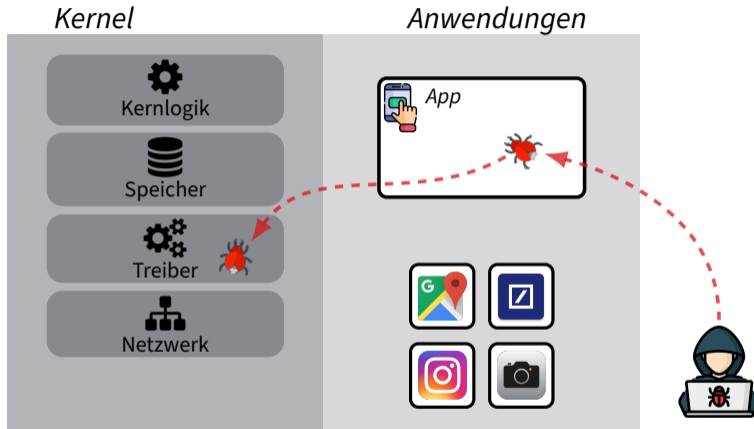 Kernel
Anwendungen
Kernlogik
Speicher
Treiber
Netzwerk
App
G